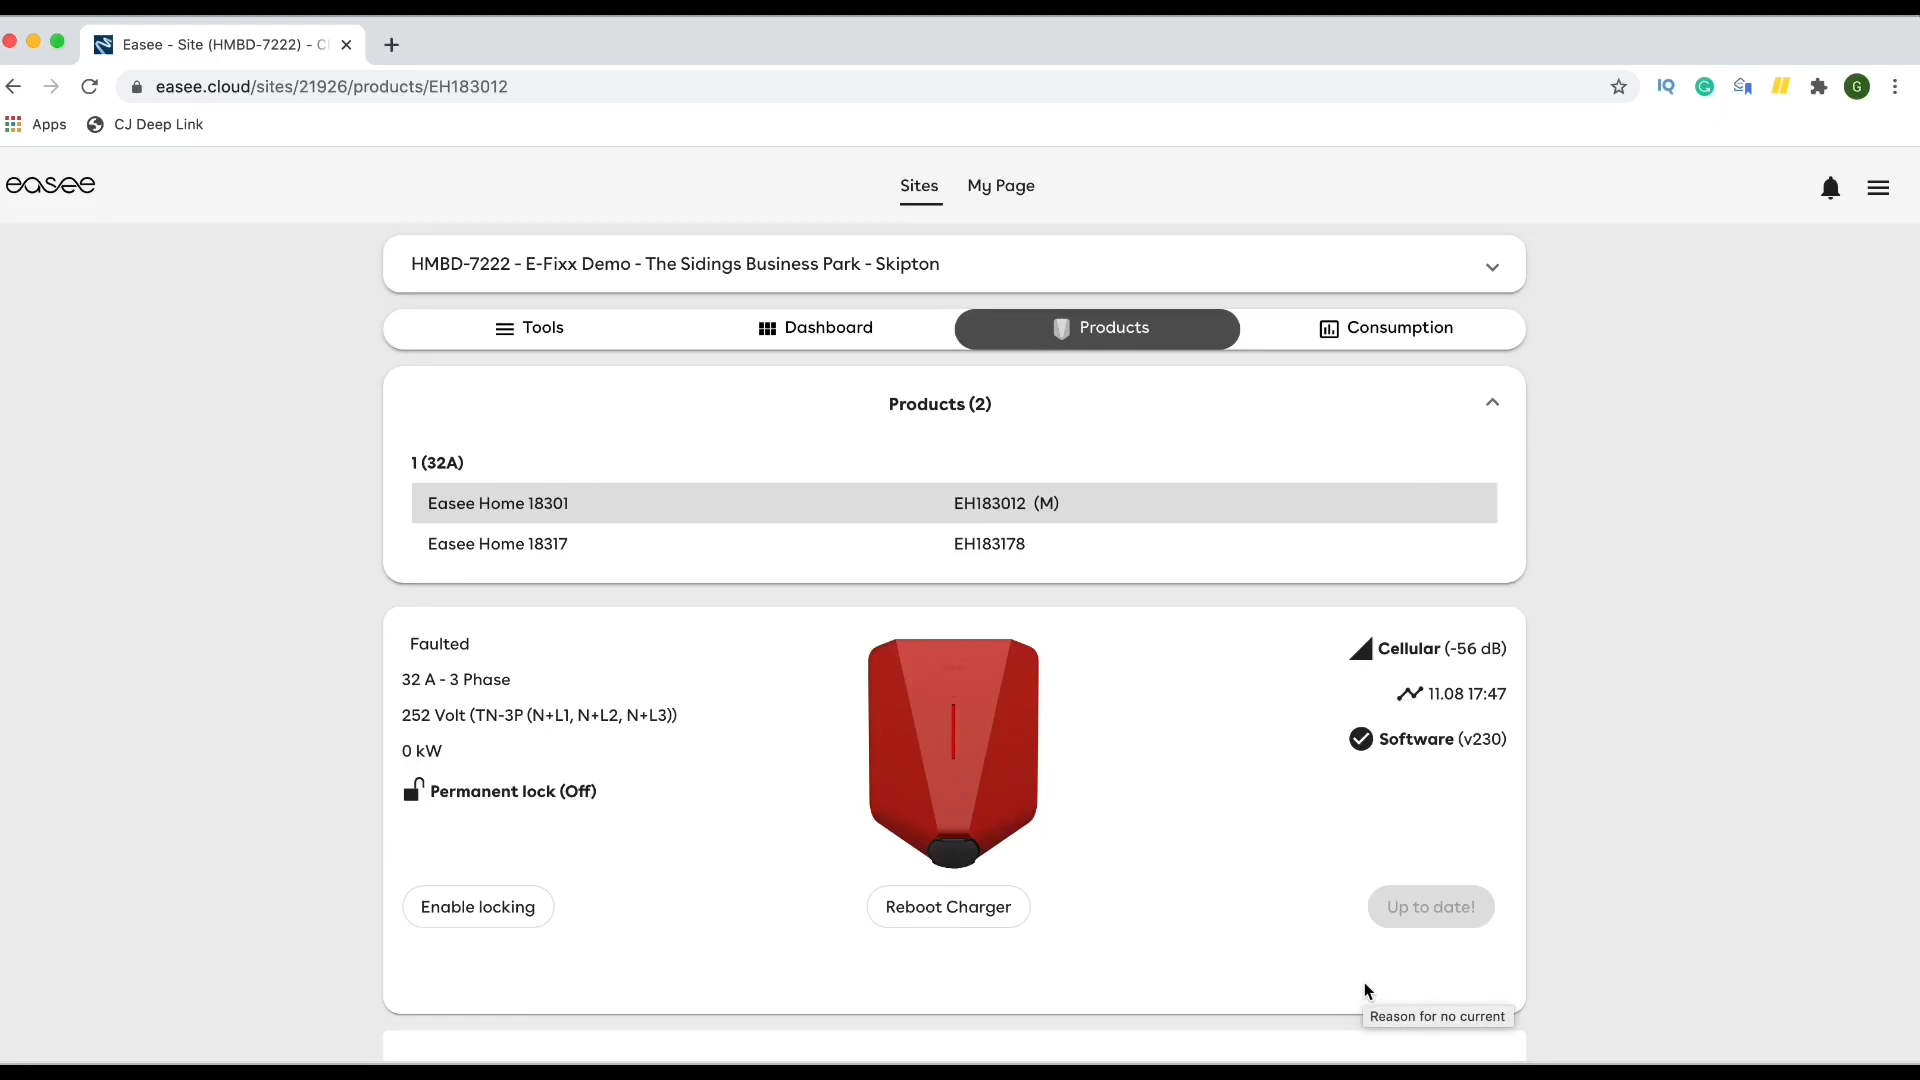 Easee - Site (HMBD-7222) - C
easee.cloud/sites/21926/products/EH183012
IQ
G
G
Apps
CJ Deep Link
easee
Sites
My Page
HMBD-7222 - E-Fixx Demo - The Sidings Business Park - Skipton
Tools
Dashboard
Products
Consumption
Products (2)
1 (32A)
Easee Home 18301
EH183012 (M)
Easee Home 18317
EH183178
Faulted
32 A - 3 Phase
252 Volt (TN-3P (N+L1, N+L2, N+L3))
0 kW
Permanent lock (Off)
Cellular (-56 dB)
11.08 17:47
Software (v230)
Enable locking
Reboot Charger
Up to date!
Reason for no current